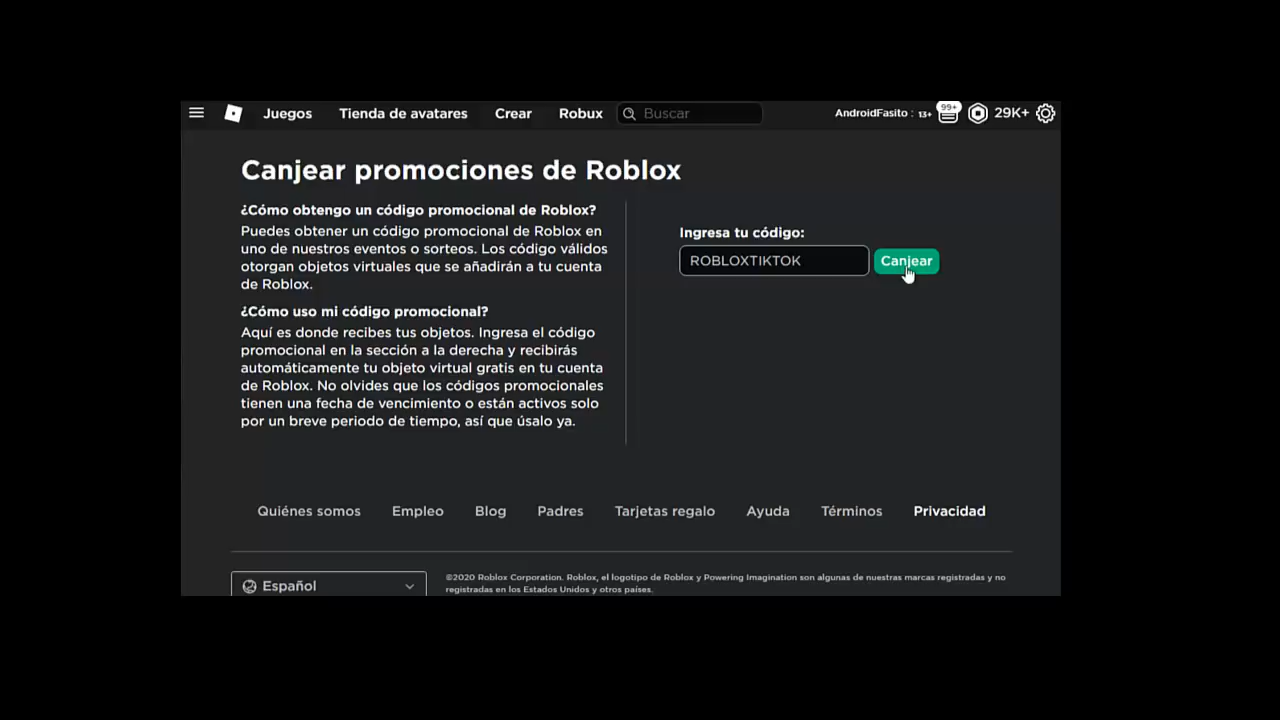 Juegos Tienda de avatares Crear Robux Buscar AndroidFasito : 13+ 99+ 29K+
Canjear promociones de Roblox
¿Cómo obtengo un código promocional de Roblox?
Puedes obtener un código promocional de Roblox en
uno de nuestros eventos o sorteos. Los código válidos
otorgan objetos virtuales que se añadirán a tu cuenta
de Roblox.
¿Cómo uso mi código promocional?
Aquí es donde recibes tus objetos. Ingresa el código
promocional en la sección a la derecha y recibirás
automáticamente tu objeto virtual gratis en tu cuenta
de Roblox. No olvides que los códigos promocionales
tienen una fecha de vencimiento o están activos solo
por un breve periodo de tiempo, así que úsalo ya.
Ingresa tu código:
ROBLOXTIKTOK Canjear
Quiénes somos Empleo Blog Padres Tarjetas regalo Ayuda Términos Privacidad
Español
©2020 Roblox Corporation. Roblox, el logotipo de Roblox y Powering Imagination son algunas de nuestras marcas registradas y no
registradas en los Estados Unidos y otros países.